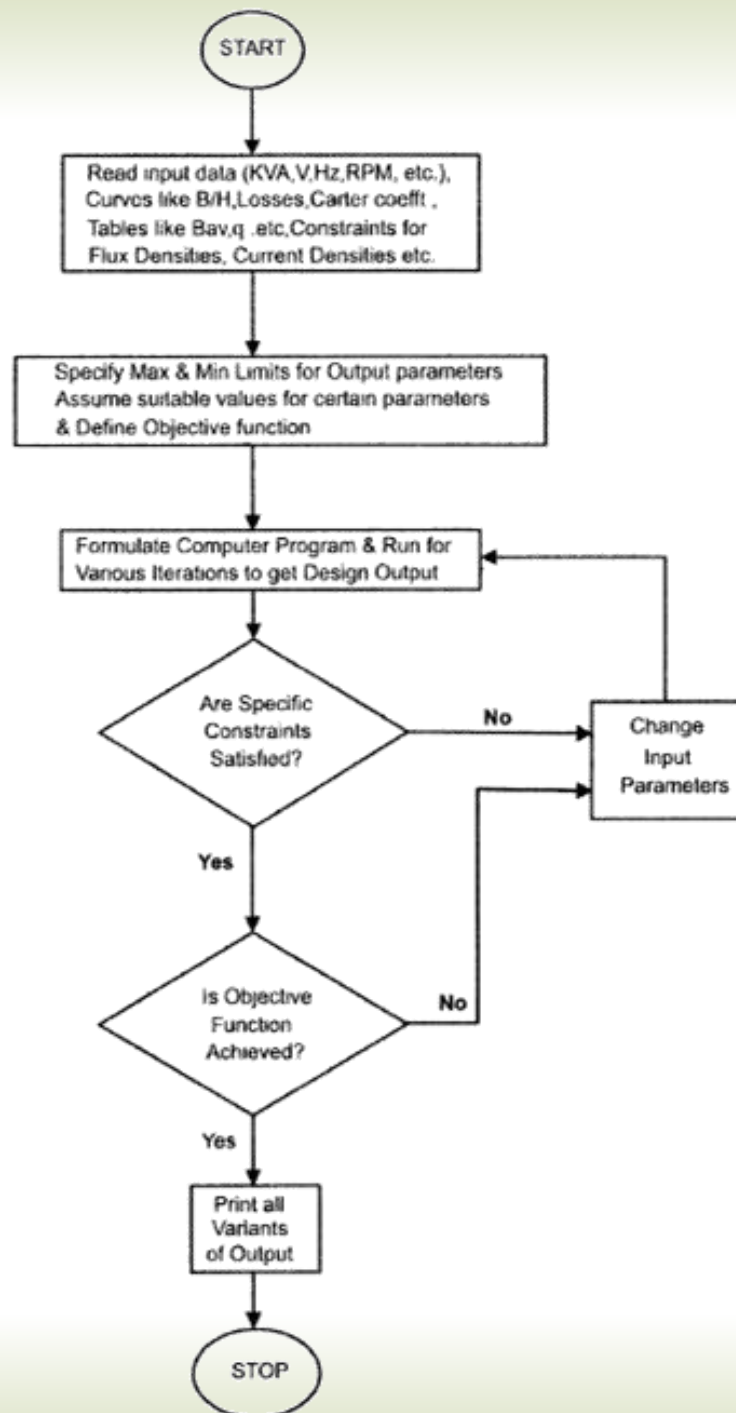 START
Read input data (KVA,V,Hz,RPM, etc.),
Curves like B/H,Losses,Carter coefft ,
Tables like Bav,q .etc,Constraints for
Flux Densities, Current Densities etc.
Specify Max & Min Limits for Output parameters
Assume suitable values for certain parameters
& Define Objective function
Formulate Computer Program & Run for
Various Iterations to get Design Output
Are Specific
Constraints
Satisfied?
No
Change
Input
Parameters
Yes
Is Objective
Function
Achieved?
No
Yes
Print all
Variants
of Output
STOP